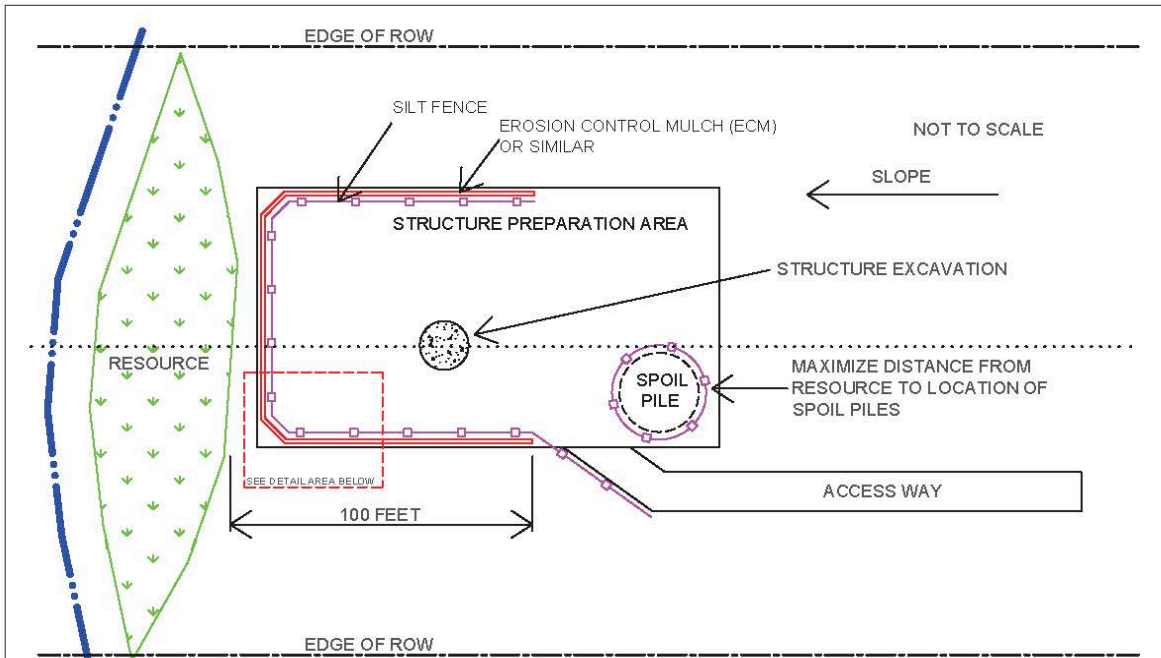 EDGE OF ROW
SILT FENCE
EROSION CONTROL MULCH (ECM)
OR SIMILAR
NOT TO SCALE
SLOPE
STRUCTURE PREPARATION AREA
STRUCTURE EXCAVATION
RESOURCE
SPOIL
PILE
MAXIMIZE DISTANCE FROM
RESOURCE TO LOCATION OF
SPOIL PILES
SEE DETAIL AREA BELOW
ACCESS WAY
100 FEET
EDGE OF ROW